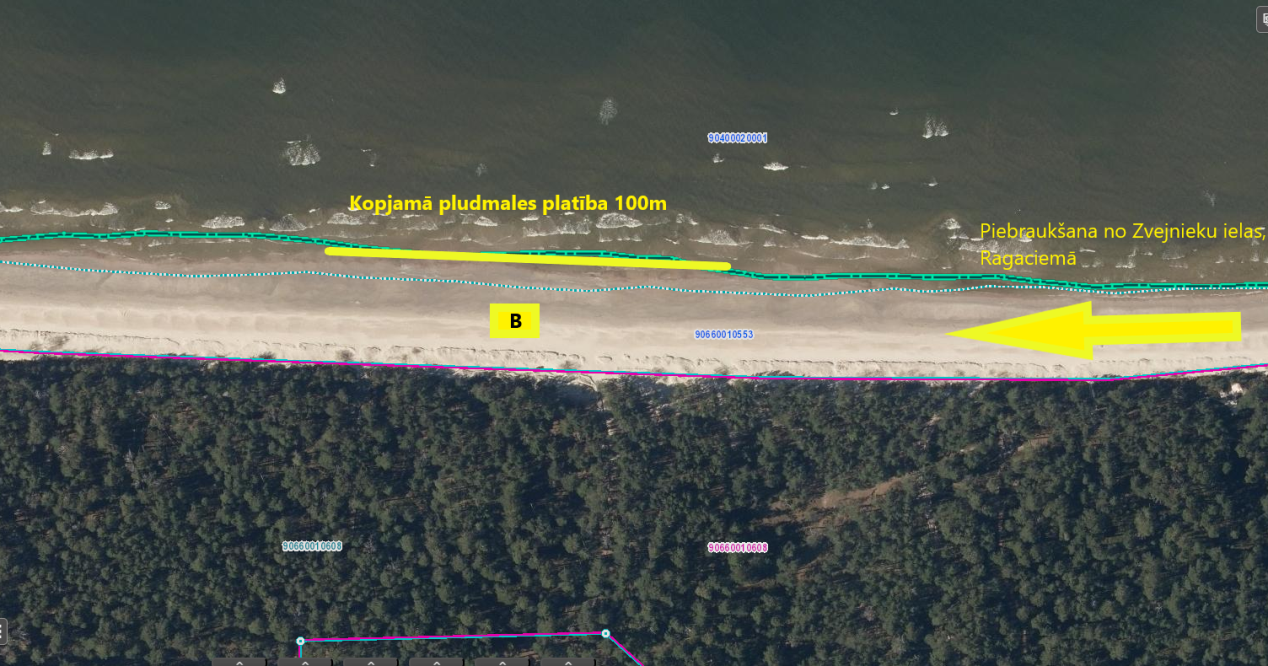 90400020001
Kopjamā pludmales platība 100m
Piebraukšana no Zvejnieku ielas,
Ragaciemā
B
90660010553
90660010608
90660010608